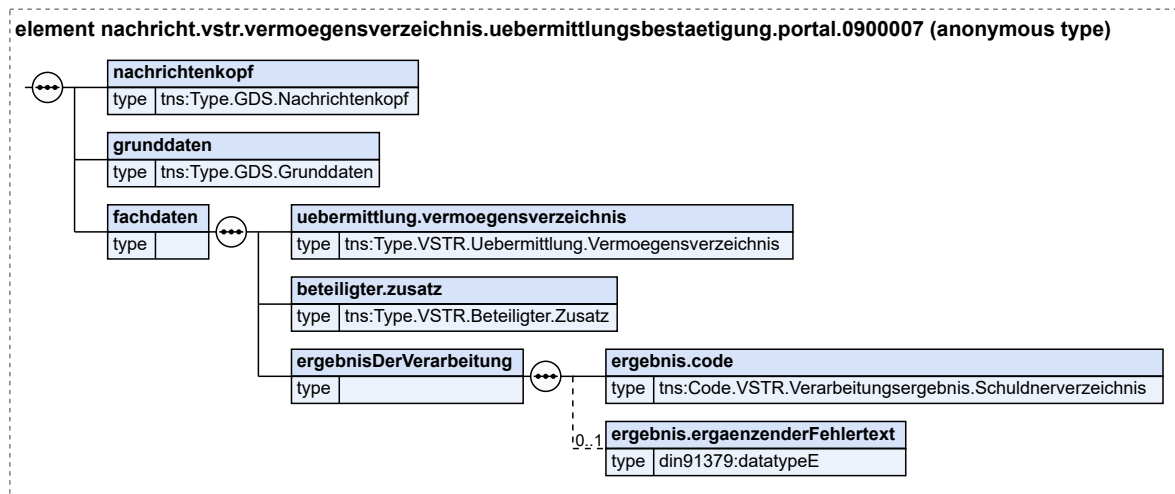 element nachricht.vstr.vermoegensverzeichnis.uebermittlungsbestaetigung.portal.0900007 (anonymous type)
nachrichtenkopf
type tns:Type.GDS.Nachrichtenkopf
grunddaten
type tns:Type.GDS.Grunddaten
fachdaten
type
uebermittlung.vermoegensverzeichnis
type tns:Type.VSTR.Uebermittlung.Vermoegensverzeichnis
beteiligter.zusatz
type tns:Type.VSTR.Beteiligter.Zusatz
ergebnisDerVerarbeitung
type
ergebnis.code
type tns:Code.VSTR.Verarbeitungsergebnis.Schuldnerverzeichnis
0..1
ergebnis.ergaenzenderFehlertext
type din91379:datatypeE